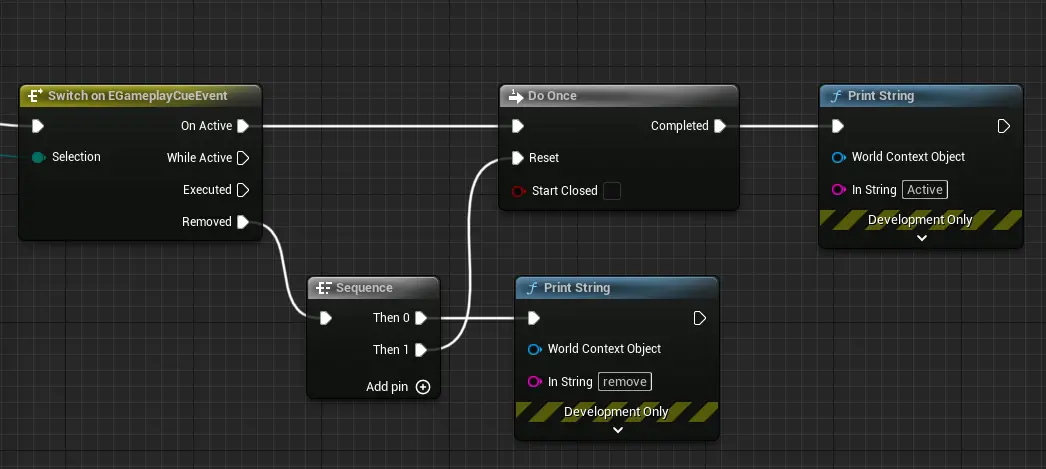 Switch on EGameplayCueEvent
On Active
Selection
While Active
Executed
Removed
Do Once
Completed
Reset
Start Closed
Print String
World Context Object
In String Active
Development Only
Sequence
Then 0
Then 1
Add pin
Print String
World Context Object
In String remove
Development Only